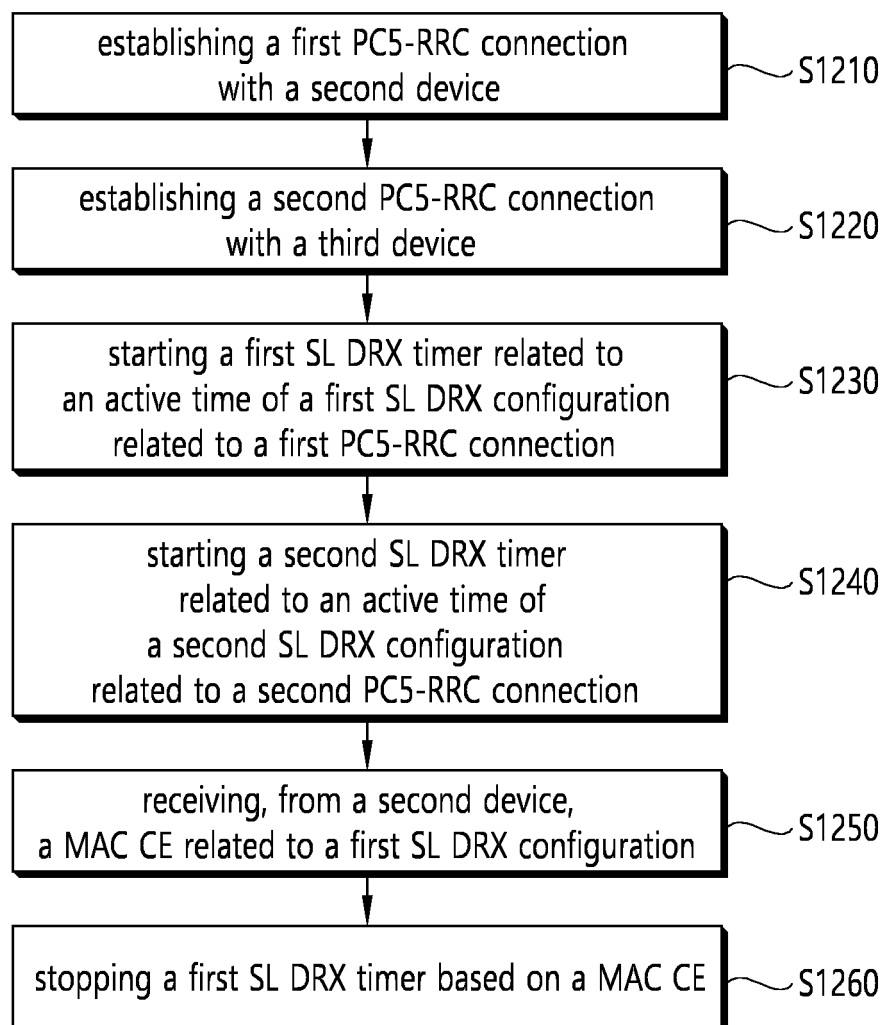 establishing a first PC5-RRC connection
with a second device
S1210
establishing a second PC5-RRC connection
with a third device
S1220
starting a first SL DRX timer related to
an active time of a first SL DRX configuration
related to a first PC5-RRC connection
S1230
starting a second SL DRX timer
related to an active time of
a second SL DRX configuration
related to a second PC5-RRC connection
S1240
receiving, from a second device,
a MAC CE related to a first SL DRX configuration
S1250
stopping a first SL DRX timer based on a MAC CE
S1260